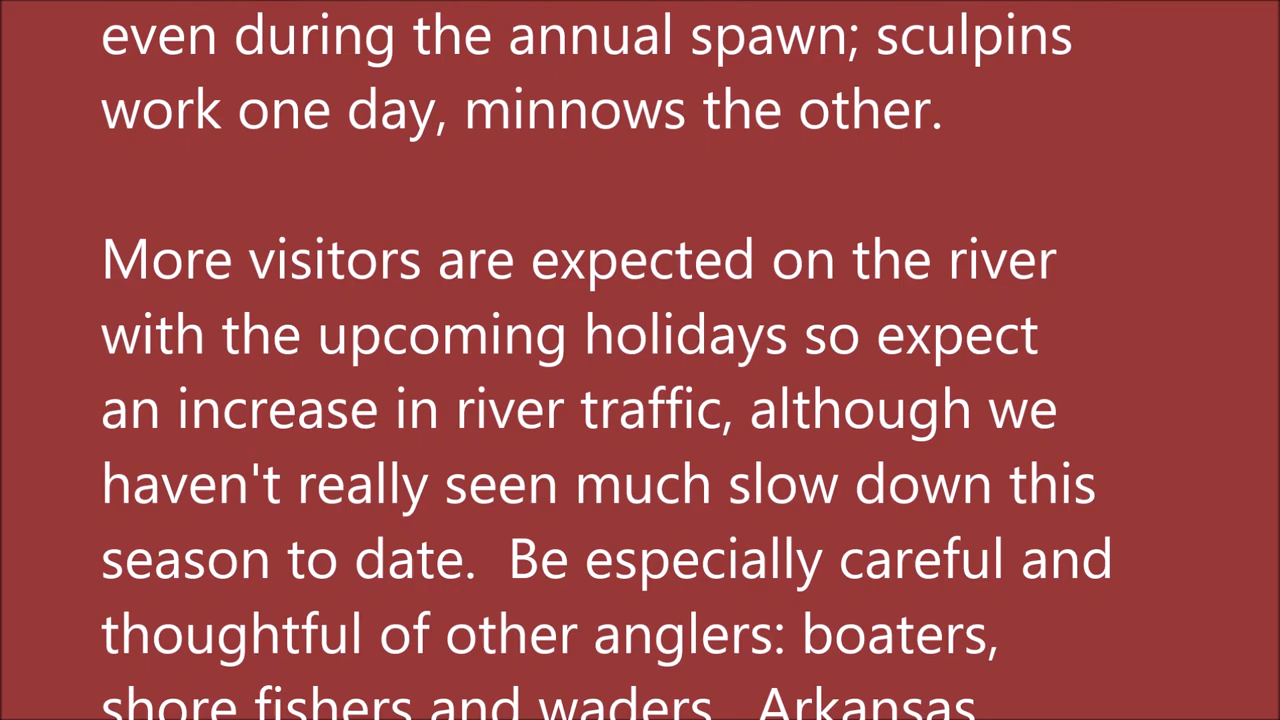 even during the annual spawn; sculpins
work one day, minnows the other.
More visitors are expected on the river
with the upcoming holidays so expect
an increase in river traffic, although we
haven't really seen much slow down this
season to date.  Be especially careful and
thoughtful of other anglers: boaters,
shore fishers and waders.  Arkansas